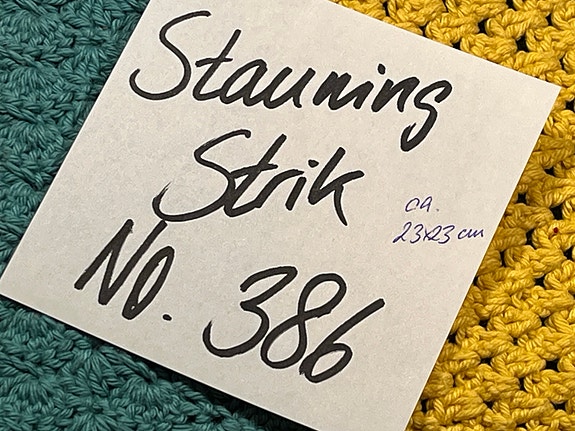 Stauning
Strik
No. 386
ca.
23x23 cm